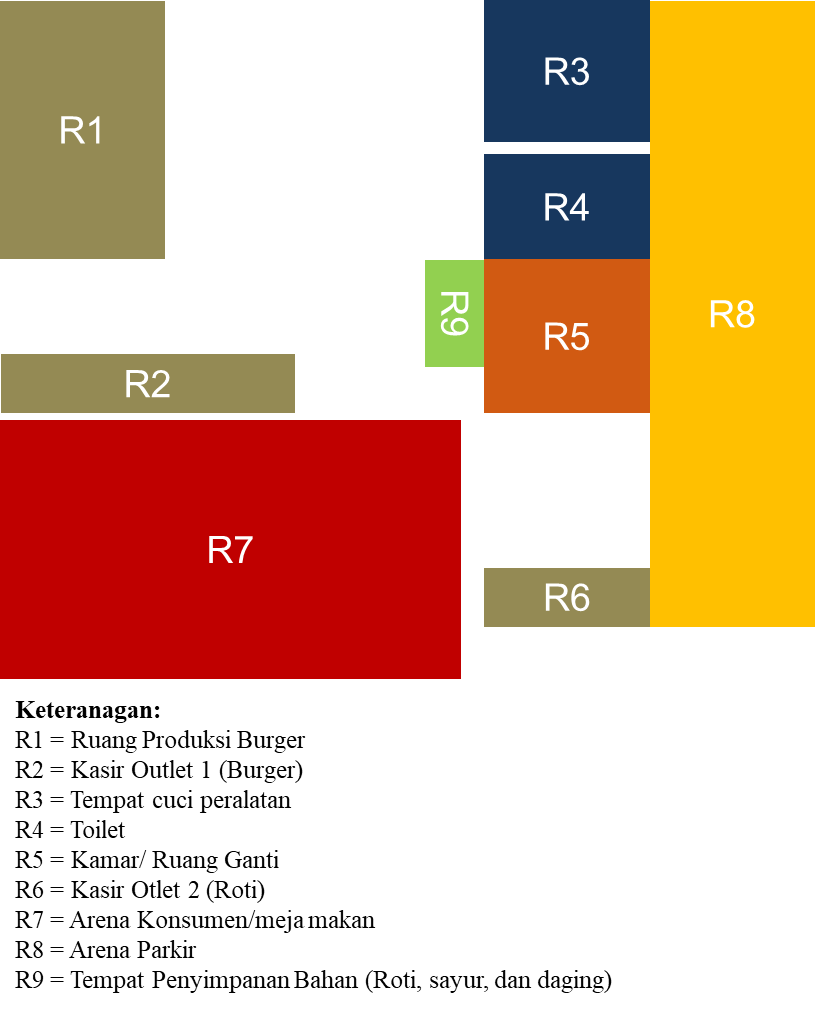 R1
R3
R4
R9
R5
R8
R2
R7
R6
Keteranagan:
R1 = Ruang Produksi Burger
R2 = Kasir Outlet 1 (Burger)
R3 = Tempat cuci peralatan
R4 = Toilet
R5 = Kamar/ Ruang Ganti
R6 = Kasir Otlet 2 (Roti)
R7 = Arena Konsumen/meja makan
R8 = Arena Parkir
R9 = Tempat Penyimpanan Bahan (Roti, sayur, dan daging)